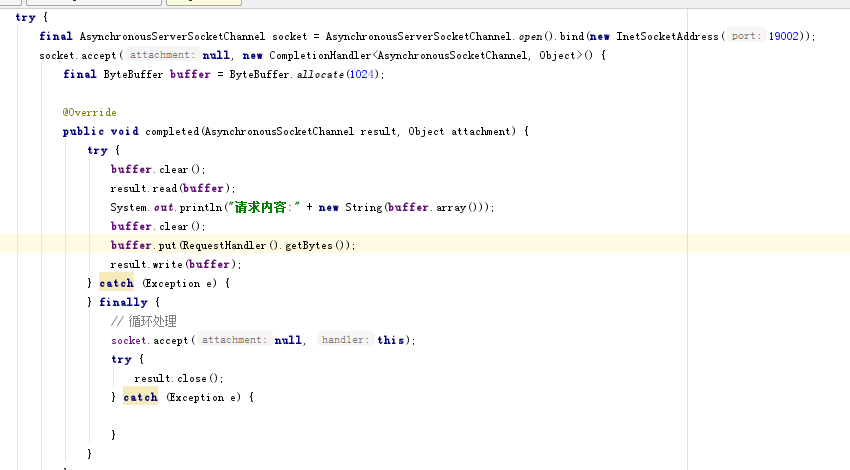 try {
final AsynchronousServerSocketChannel socket = AsynchronousServerSocketChannel.open().bind(new InetSocketAddress( port: 19002));
socket.accept( attachment: null, new CompletionHandler<AsynchronousSocketChannel, Object>() {
final ByteBuffer buffer = ByteBuffer.allocate(1024);
@Override
public void completed(AsynchronousSocketChannel result, Object attachment) {
try {
buffer.clear();
result.read(buffer);
System.out.println("请求内容:" + new String(buffer.array()));
buffer.clear();
buffer.put(RequestHandler().getBytes());
result.write(buffer);
} catch (Exception e) {
} finally {
// 循环处理
socket.accept( attachment: null, handler: this);
try {
result.close();
} catch (Exception e) {
}
}